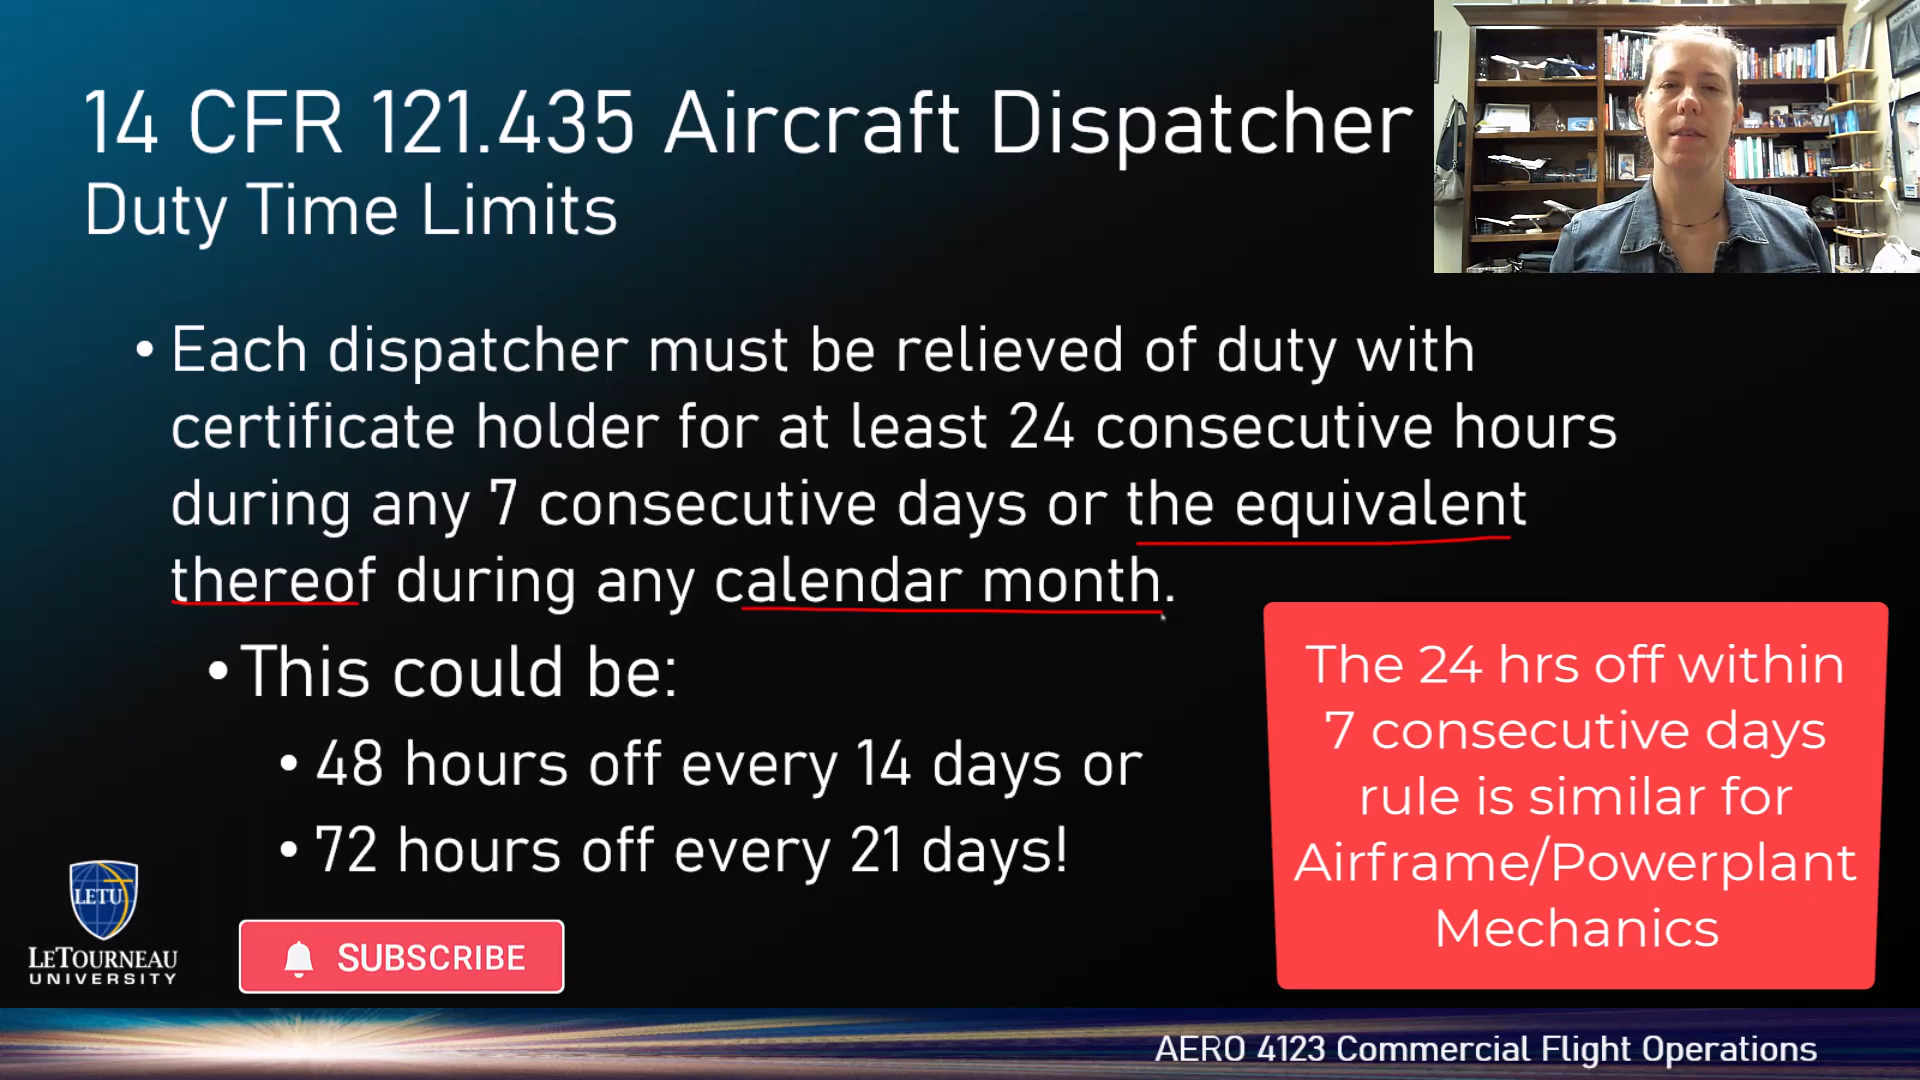 14 CFR 121.435 Aircraft Dispatcher
Duty Time Limits
• Each dispatcher must be relieved of duty with
certificate holder for at least 24 consecutive hours
during any 7 consecutive days or the equivalent
thereof during any calendar month.
• This could be:
• 48 hours off every 14 days or
• 72 hours off every 21 days!
The 24 hrs off within
7 consecutive days
rule is similar for
Airframe/Powerplant
Mechanics
LETU
LETOURNEAU
UNIVERSITY
SUBSCRIBE
AERO 4123 Commercial Flight Operations